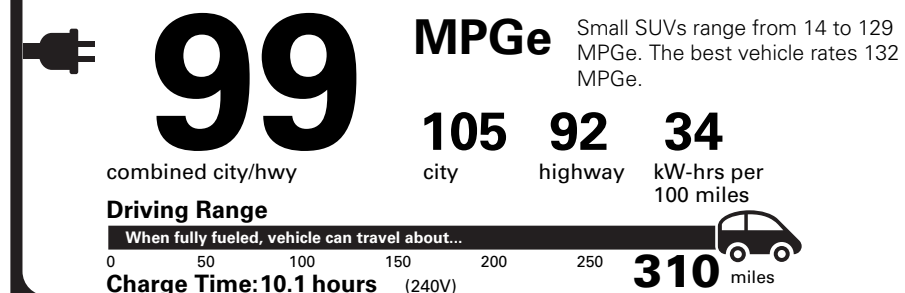 99
MPGe
Small SUVs range from 14 to 129
MPGe. The best vehicle rates 132
MPGe.
combined city/hwy
105
city
92
highway
34
kW-hrs per
100 miles
Driving Range
When fully fueled, vehicle can travel about...
0 50 100 150 200 250 310 miles
Charge Time: 10.1 hours (240V)